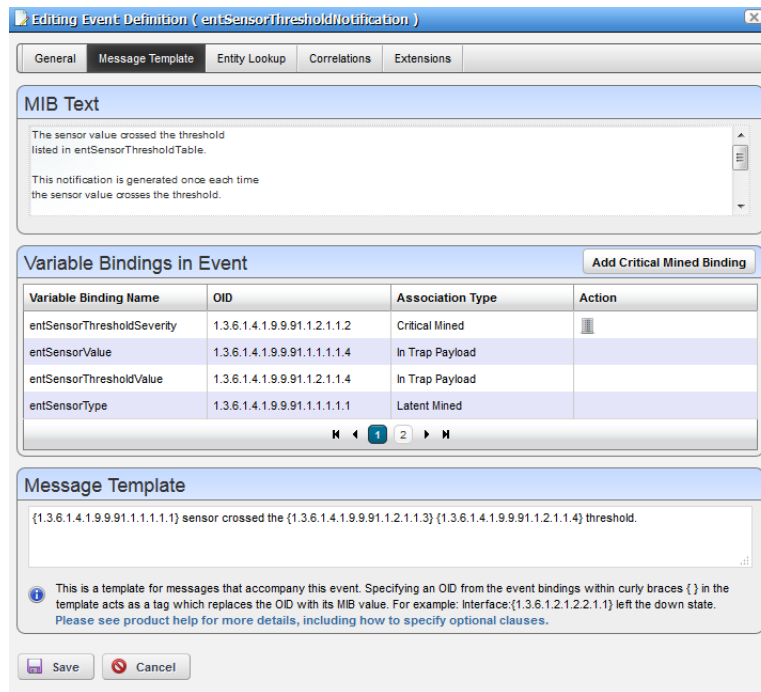 Editing Event Definition ( entSensorThresholdNotification )
General Message Template Entity Lookup Correlations Extensions
MIB Text
The sensor value crossed the threshold
listed in entSensorThresholdTable.
This notification is generated once each time
the sensor value crosses the threshold.
Variable Bindings in Event Add Critical Mined Binding
Variable Binding Name OID Association Type Action
entSensorThresholdSeverity 1.3.6.1.4.1.9.9.91.1.2.1.1.2 Critical Mined
entSensorValue 1.3.6.1.4.1.9.9.91.1.1.1.1.4 In Trap Payload
entSensorThresholdValue 1.3.6.1.4.1.9.9.91.1.2.1.1.4 In Trap Payload
entSensorType 1.3.6.1.4.1.9.9.91.1.1.1.1.1 Latent Mined
1 2
Message Template
{1.3.6.1.4.1.9.9.91.1.1.1.1.1} sensor crossed the {1.3.6.1.4.1.9.9.91.1.2.1.1.3} {1.3.6.1.4.1.9.9.91.1.2.1.1.4} threshold.
This is a template for messages that accompany this event. Specifying an OID from the event bindings within curly braces { } in the
template acts as a tag which replaces the OID with its MIB value. For example: Interface:{1.3.6.1.2.1.2.2.1.1} left the down state.
Please see product help for more details, including how to specify optional clauses.
Save Cancel